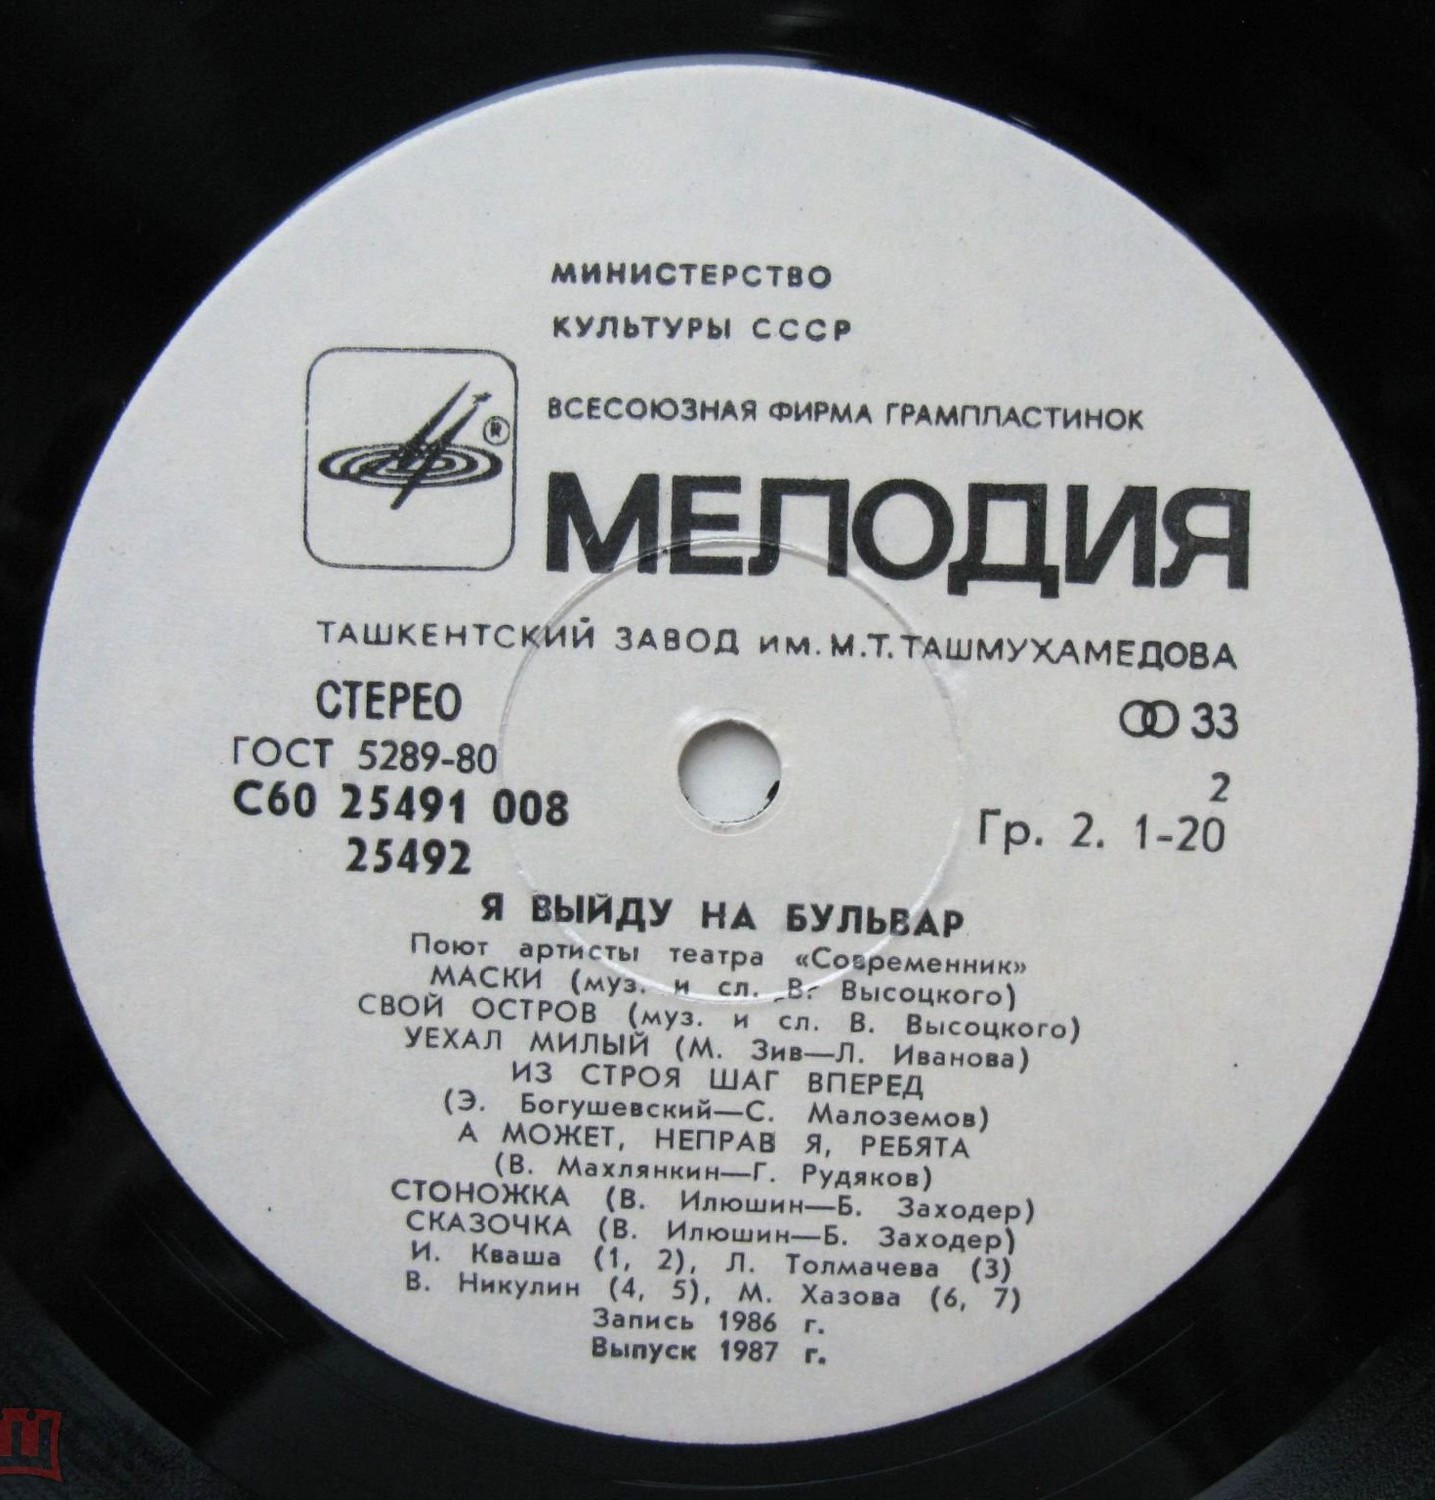 МИНИСТЕРСТВО
КУЛЬТУРЫ СССР
ВСЕСОЮЗНАЯ ФИРМА ГРАМПЛАСТИНОК
®
МЕЛОДИЯ
ТАШКЕНТСКИЙ ЗАВОД ИМ. М.Т. ТАШМУХАМЕДОВА
СТЕРЕО
33
ГОСТ 5289-80
2
С60 25491 008
Гр. 2. 1-20
25492
Я ВЫЙДУ НА БУЛЬВАР
Поют артисты театра «Современник»
МАСКИ (муз. и сл. В. Высоцкого)
СВОЙ ОСТРОВ (муз. и сл. В. Высоцкого)
УЕХАЛ МИЛЫЙ (М. Зив—Л. Иванова)
ИЗ СТРОЯ ШАГ ВПЕРЕД
(Э. Богушевский—С. Малоземов)
А МОЖЕТ, НЕПРАВ Я, РЕБЯТА
(В. Махлянкин—Г. Рудяков)
СТОНОЖКА (В. Илюшин—Б. Заходер)
СКАЗОЧКА (В. Илюшин—Б. Заходер)
И. Кваша (1, 2), Л. Толмачева (3)
В. Никулин (4, 5), М. Хазова (6, 7)
Запись 1986 г.
Выпуск 1987 г.